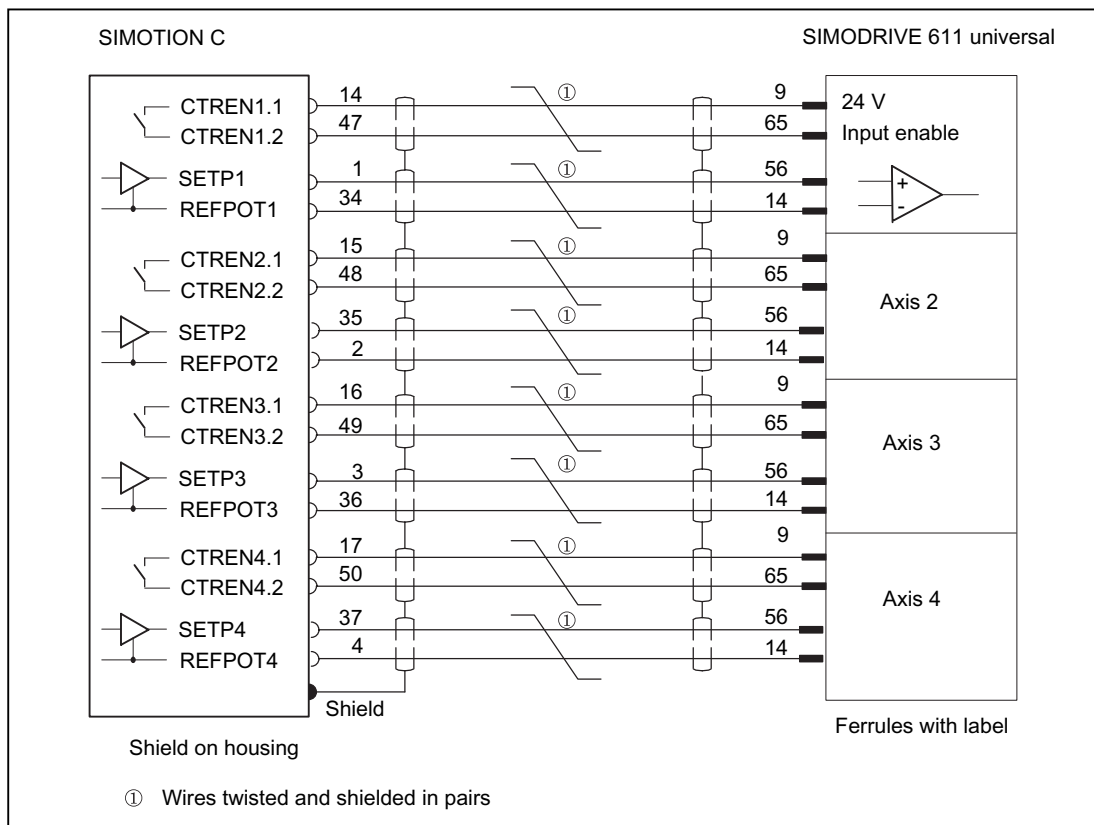 SIMOTION C
SIMODRIVE 611 universal
CTREN1.1 14 ① 9 24 V
CTREN1.2 47 65 Input enable
SETP1 1 ① 56 +
REFPOT1 34 14 -
CTREN2.1 15 ① 9
CTREN2.2 48 65
Axis 2
SETP2 35 ① 56
REFPOT2 2 14
CTREN3.1 16 ① 9
CTREN3.2 49 65
Axis 3
SETP3 3 ① 56
REFPOT3 36 14
CTREN4.1 17 ① 9
CTREN4.2 50 65
Axis 4
SETP4 37 ① 56
REFPOT4 4 14
Shield
Ferrules with label
Shield on housing
① Wires twisted and shielded in pairs